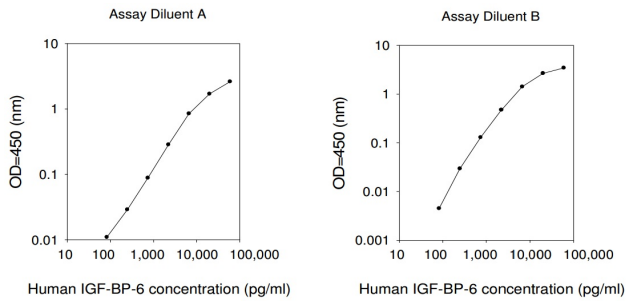 Assay Diluent A
10
1
0.1
0.01
OD=450 (nm)
10 100 1,000 10,000 100,000
Human IGF-BP-6 concentration (pg/ml)
Assay Diluent B
10
1
0.1
0.01
0.001
OD=450 (nm)
10 100 1,000 10,000 100,000
Human IGF-BP-6 concentration (pg/ml)